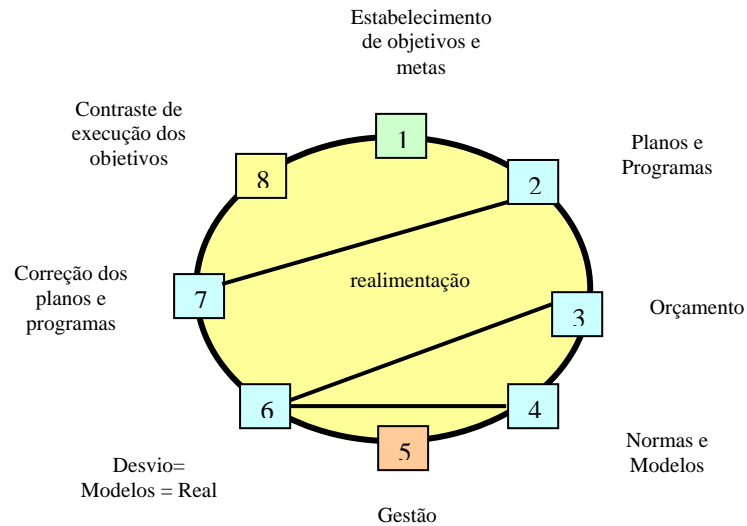 Estabelecimento
de objetivos e
metas
1
Planos e
Programas
2
Orçamento
3
Normas e
Modelos
4
Gestão
5
Desvio=
Modelos = Real
6
Correção dos
planos e
programas
7
Contraste de
execução dos
objetivos
8
realimentação